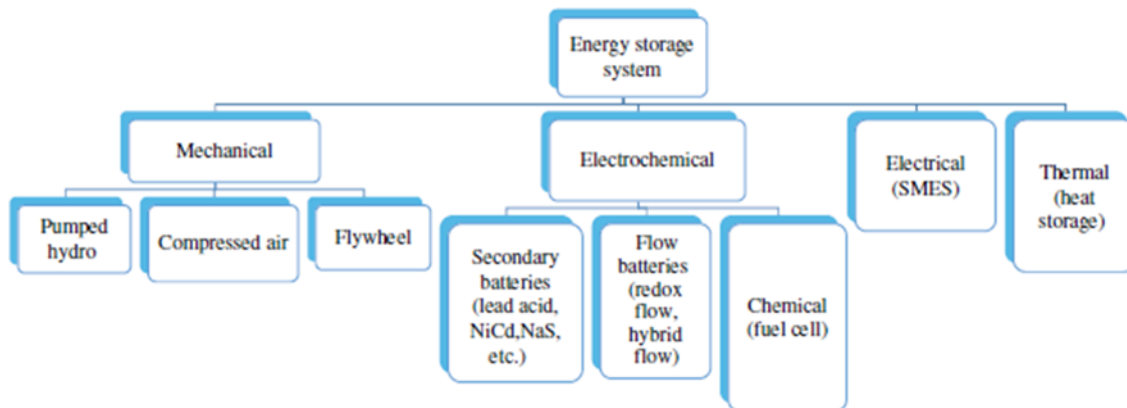 Energy storage
system
Mechanical
Electrochemical
Electrical
(SMES)
Thermal
(heat
storage)
Pumped
hydro
Compressed air
Flywheel
Secondary
batteries
(lead acid,
NiCd,NaS,
etc.)
Flow
batteries
(redox
flow,
hybrid
flow)
Chemical
(fuel cell)